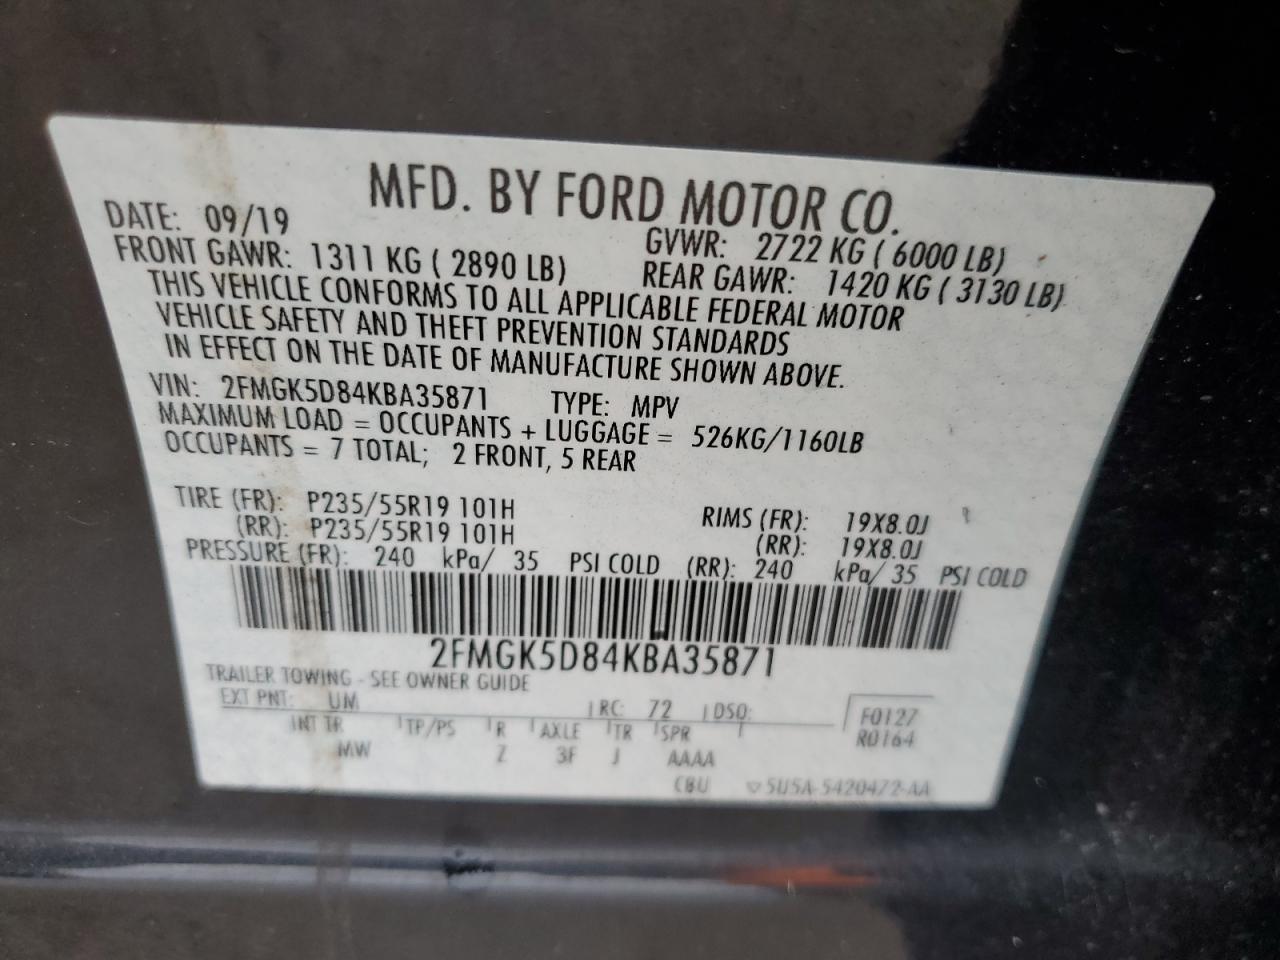 MFD. BY FORD MOTOR CO.
DATE: 09/19 GVWR: 2722 KG ( 6000 LB)
FRONT GAWR: 1311 KG ( 2890 LB) REAR GAWR: 1420 KG ( 3130 LB)
THIS VEHICLE CONFORMS TO ALL APPLICABLE FEDERAL MOTOR
VEHICLE SAFETY AND THEFT PREVENTION STANDARDS
IN EFFECT ON THE DATE OF MANUFACTURE SHOWN ABOVE.
VIN: 2FMGK5D84KBA35871 TYPE: MPV
MAXIMUM LOAD = OCCUPANTS + LUGGAGE = 526KG/1160LB
OCCUPANTS = 7 TOTAL; 2 FRONT, 5 REAR
TIRE (FR): P235/55R19 101H RIMS (FR): 19X8.0J
(RR): P235/55R19 101H (RR): 19X8.0J
PRESSURE (FR): 240 kPa/ 35 PSI COLD (RR): 240 kPa/ 35 PSI COLD
2FMGK5D84KBA35871
TRAILER TOWING - SEE OWNER GUIDE
EXT PNT: UM RC: 72 DSO: F0127
INT TR TP/PS R AXLE TR SPR R0164
MW Z 3F J AAAA
CBU 5U5A-5420472-AA